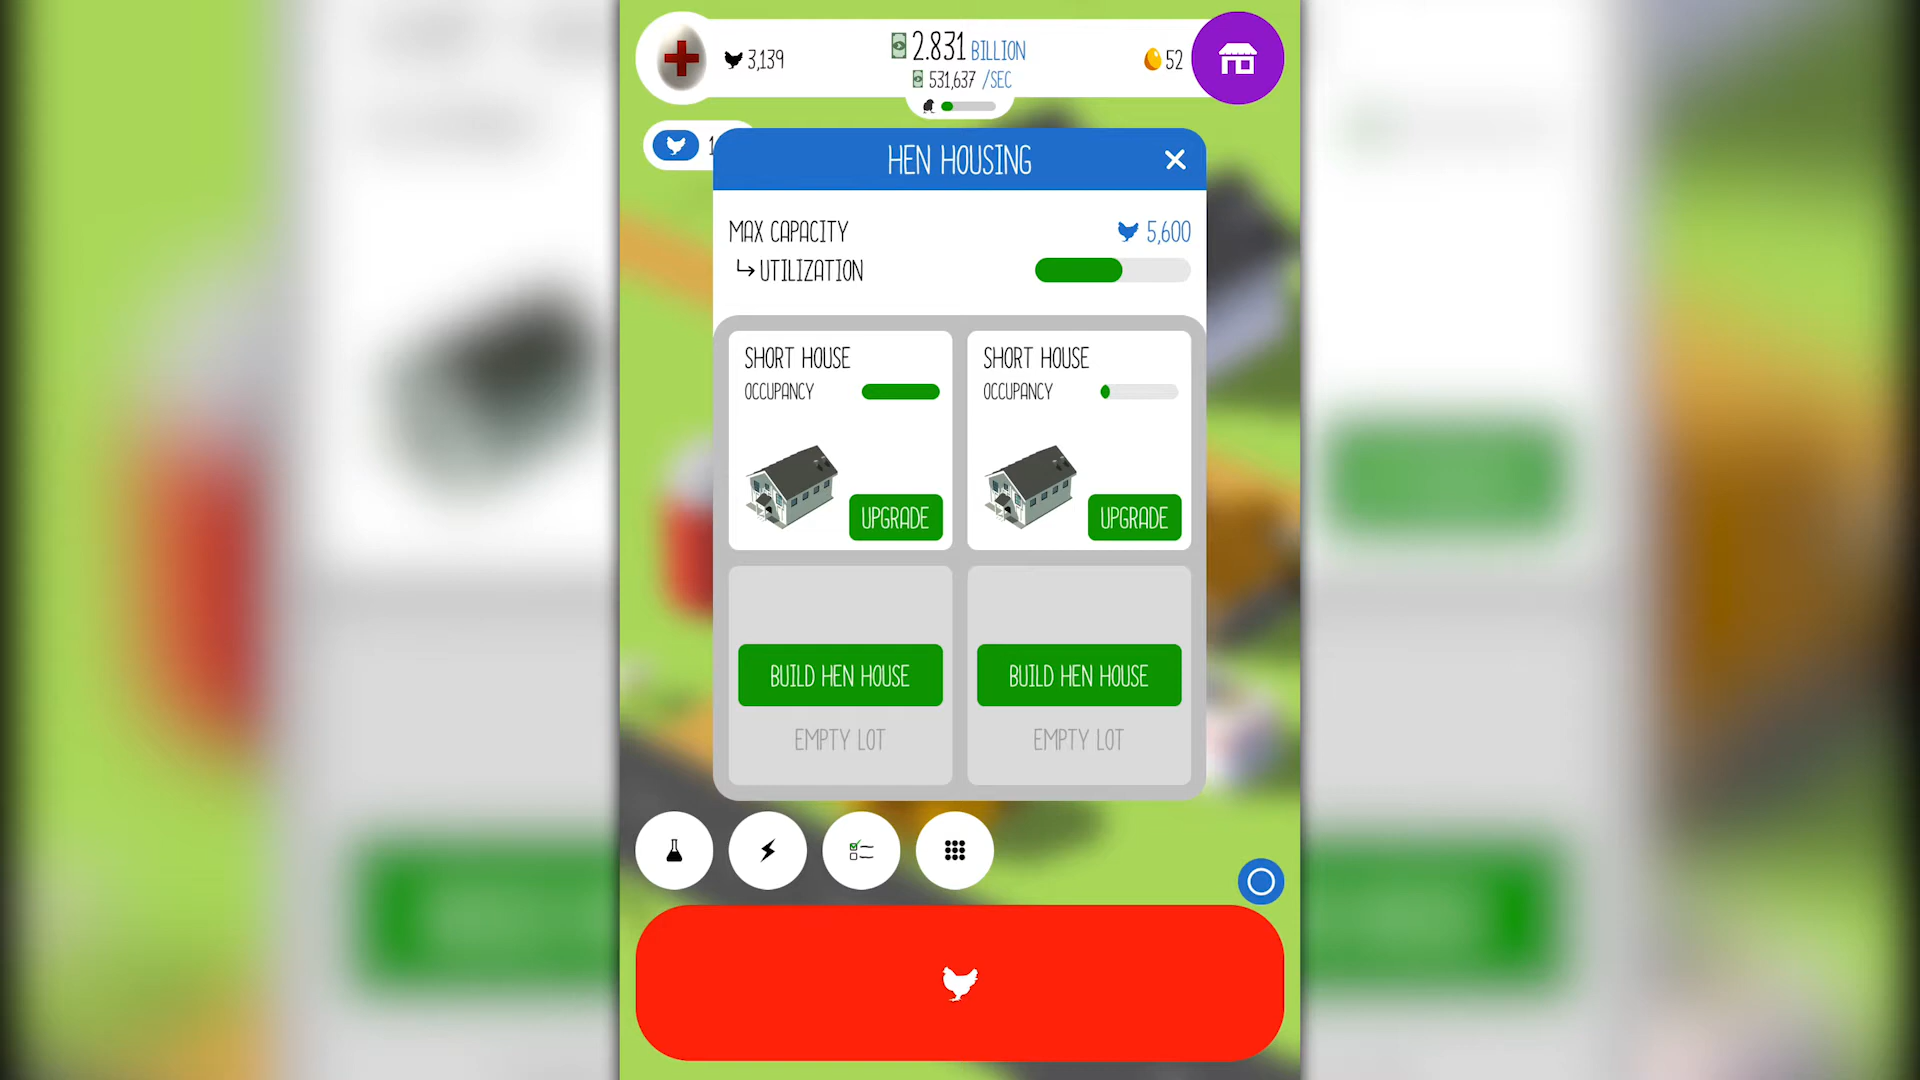 3,139
2.831 BILLION
52
531,637 /SEC
HEN HOUSING
MAX CAPACITY
5,600
UTILIZATION
SHORT HOUSE
OCCUPANCY
UPGRADE
SHORT HOUSE
OCCUPANCY
UPGRADE
BUILD HEN HOUSE
EMPTY LOT
BUILD HEN HOUSE
EMPTY LOT